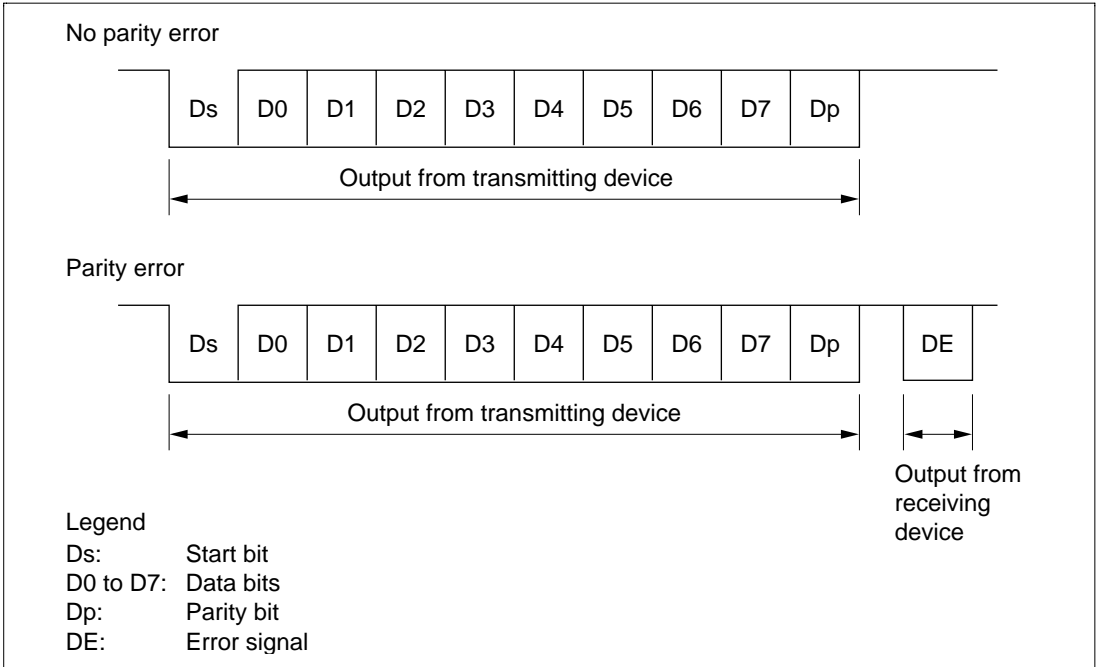 No parity error
Ds D0 D1 D2 D3 D4 D5 D6 D7 Dp
Output from transmitting device
Parity error
Ds D0 D1 D2 D3 D4 D5 D6 D7 Dp DE
Output from transmitting device
Output from
receiving
device
Legend
Ds: Start bit
D0 to D7: Data bits
Dp: Parity bit
DE: Error signal